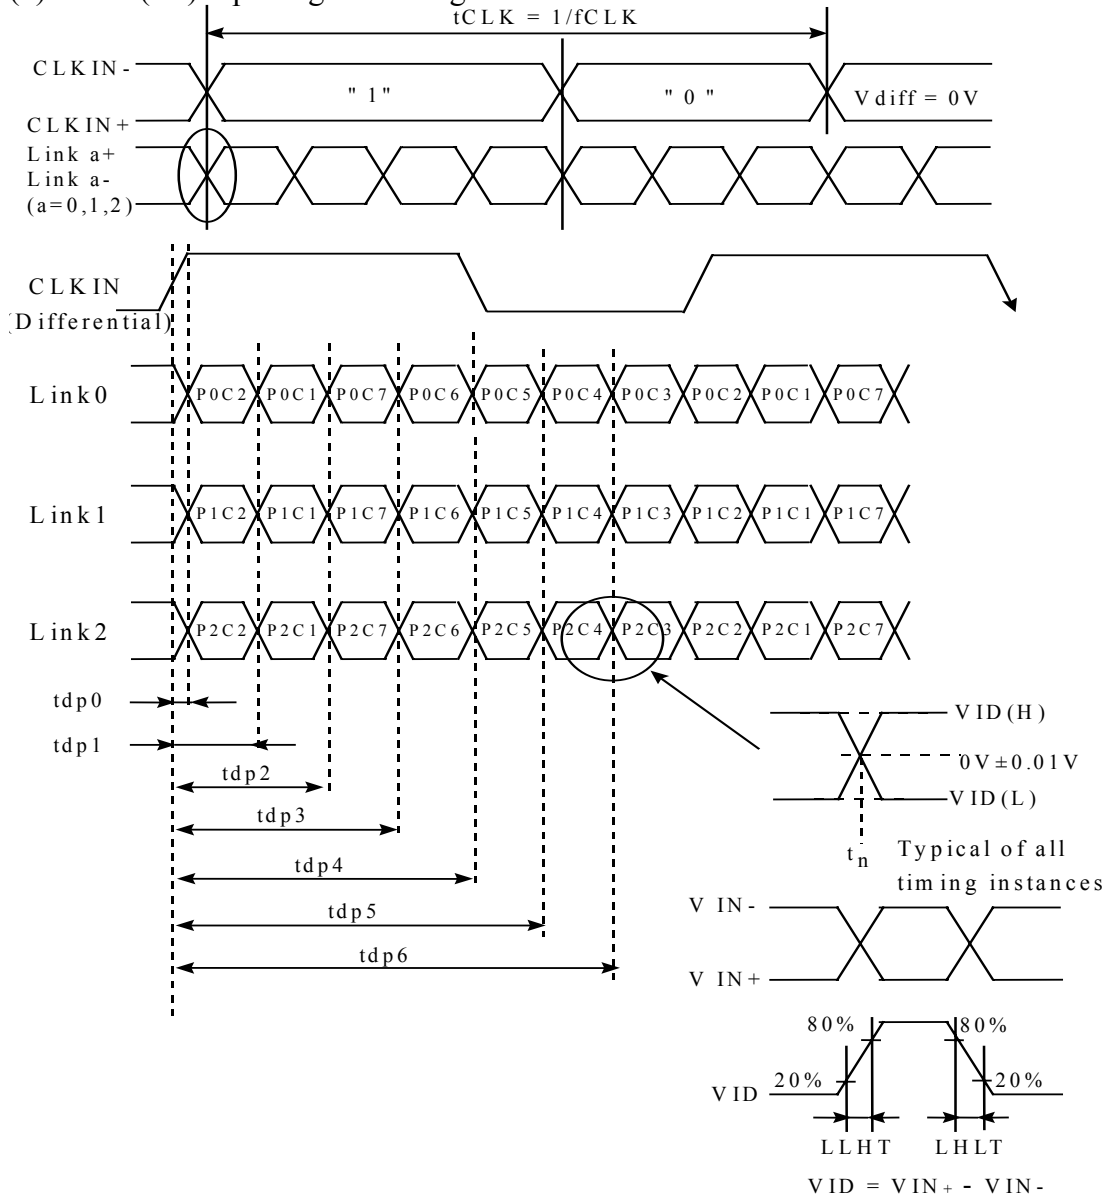 tCLK = 1/fCLK
CLKIN-
"1"
"0"
Vdiff = 0V
CLKIN+
Link a+
Link a-
(a=0,1,2)
CLKIN
(Differential)
Link0
P0C2 P0C1 P0C7 P0C6 P0C5 P0C4 P0C3 P0C2 P0C1 P0C7
Link1
P1C2 P1C1 P1C7 P1C6 P1C5 P1C4 P1C3 P1C2 P1C1 P1C7
Link2
P2C2 P2C1 P2C7 P2C6 P2C5 P2C4 P2C3 P2C2 P2C1 P2C7
tdp0
tdp1
tdp2
tdp3
tdp4
tdp5
tdp6
VID(H)
0V±0.01V
VID(L)
tn
Typical of all
timing instances
VIN-
VIN+
80% 80%
20% 20%
VID
LLHT LHLT
VID = VIN+ - VIN-